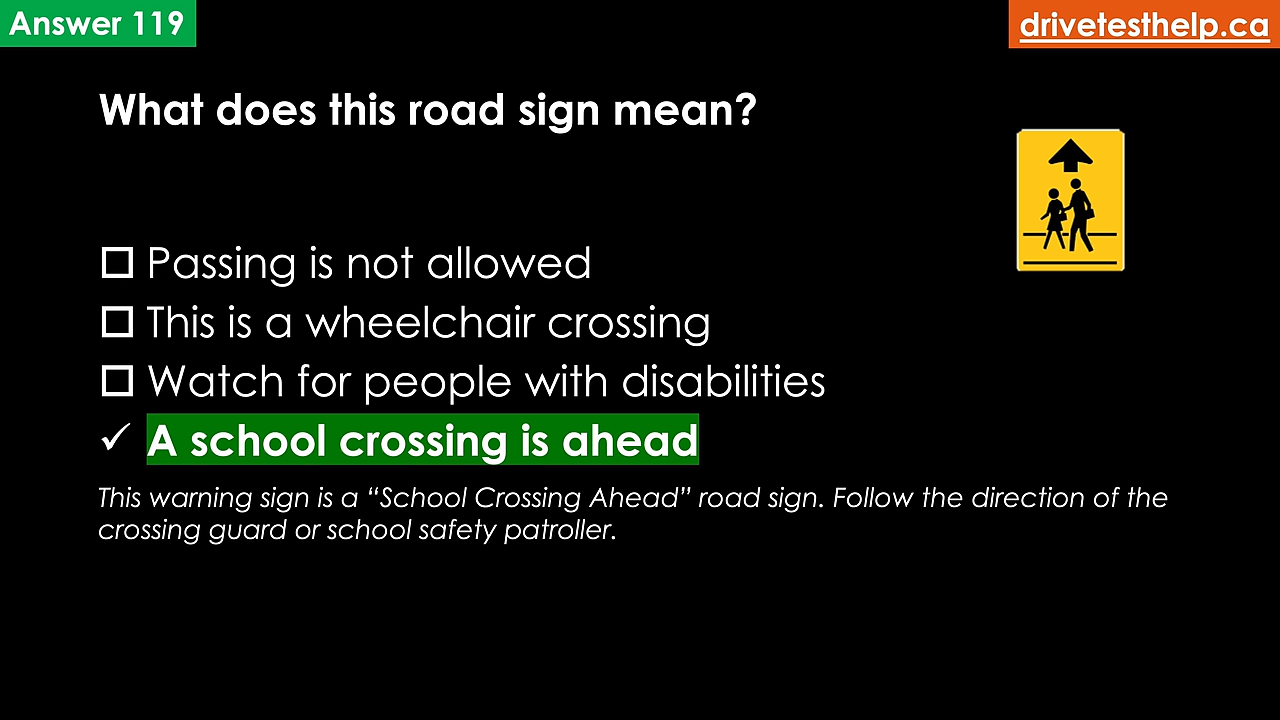 Answer 119
drivetesthelp.ca
What does this road sign mean?
Passing is not allowed
This is a wheelchair crossing
Watch for people with disabilities
A school crossing is ahead
This warning sign is a “School Crossing Ahead” road sign. Follow the direction of the
crossing guard or school safety patroller.